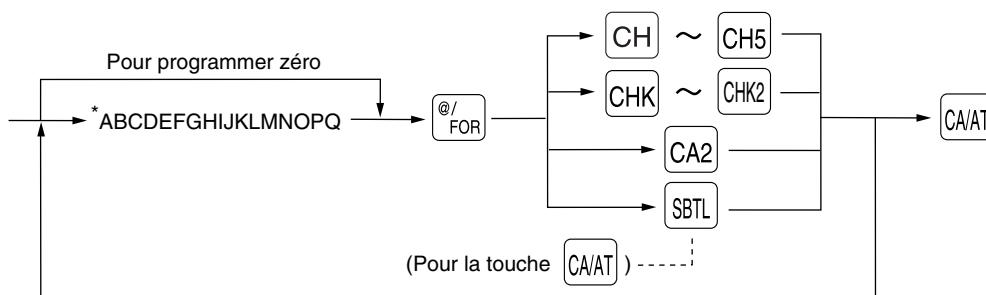 Pour programmer zéro
CH ～ CH5
CHK ～ CHK2
*ABCDEFGHIJKLMNOPQ
@/FOR
CA/AT
CA2
SBTL
(Pour la touche CA/AT)